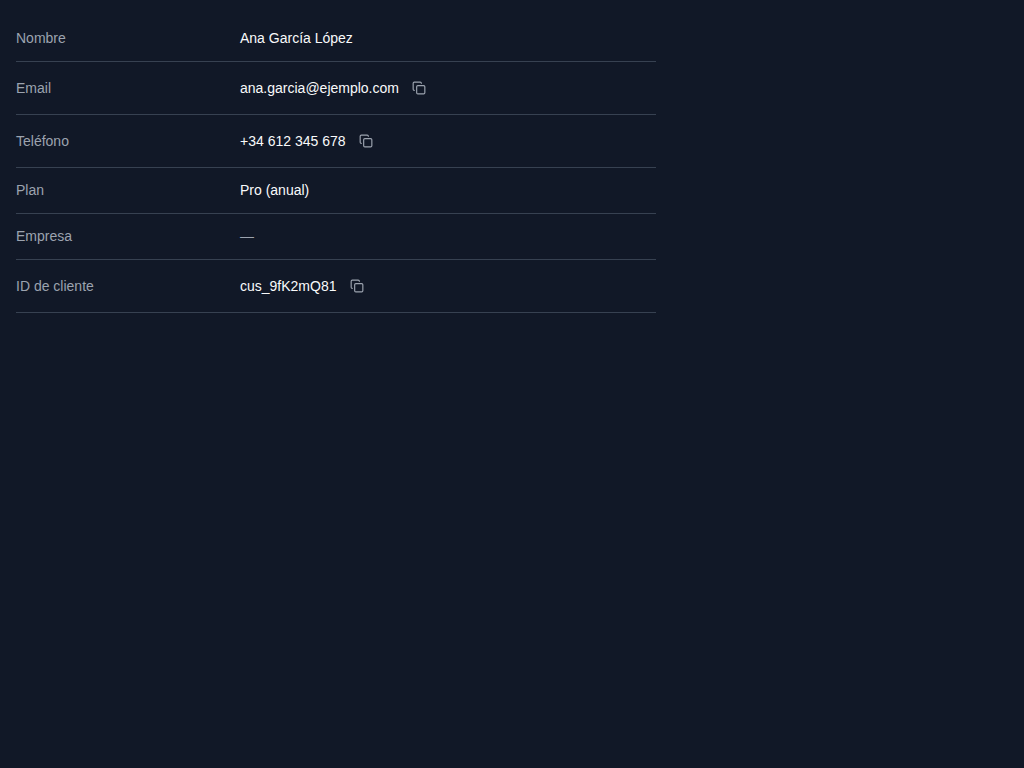 Nombre Ana García López
Email ana.garcia@ejemplo.com
Teléfono +34 612 345 678
Plan Pro (anual)
Empresa —
ID de cliente cus_9fK2mQ81